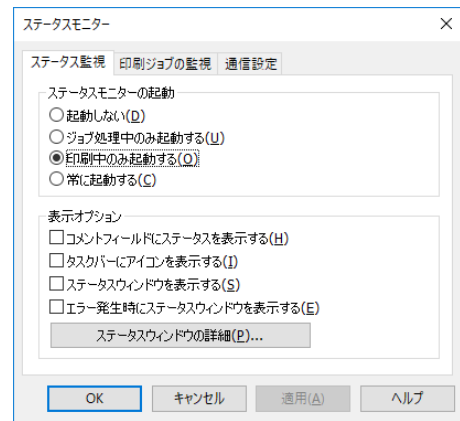 ステータスモニター
ステータス監視 印刷ジョブの監視 通信設定
ステータスモニターの起動
起動しない(D)
ジョブ処理中のみ起動する(U)
印刷中のみ起動する(O)
常に起動する(C)
表示オプション
コメントフィールドにステータスを表示する(H)
タスクバーにアイコンを表示する(I)
ステータスウィンドウを表示する(S)
エラー発生時にステータスウィンドウを表示する(E)
ステータスウィンドウの詳細(P)...
OK キャンセル 適用(A) ヘルプ